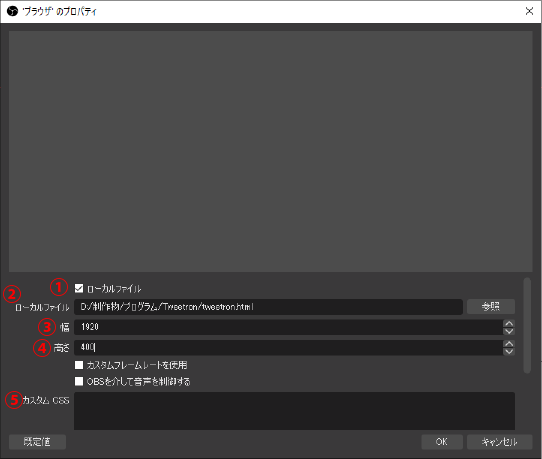 'ブラウザ' のプロパティ
① ローカルファイル
② ローカルファイル D:/制作物/プログラム/Tweetron/tweetron.html 参照
③ 幅 1920
④ 高さ 400
カスタムフレームレートを使用
OBSを介して音声を制御する
⑤ カスタム CSS
既定値 OK キャンセル